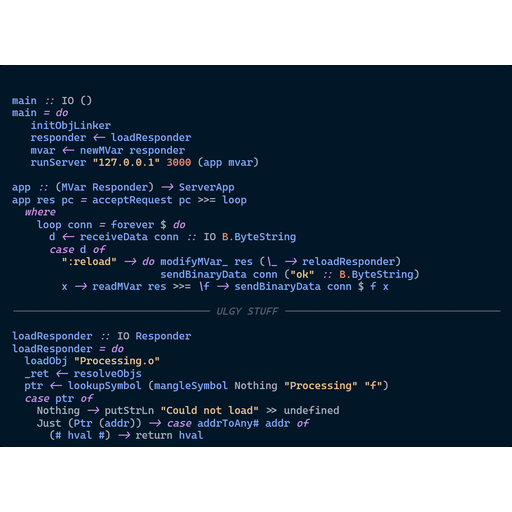 main :: IO ()
main = do
   initObjLinker
   responder <- loadResponder
   mvar <- newMVar responder
   runServer "127.0.0.1" 3000 (app mvar)
app :: (MVar Responder) -> ServerApp
app res pc = acceptRequest pc >>= loop
  where
    loop conn = forever $ do
      d <- receiveData conn :: IO B.ByteString
      case d of
        ":reload" -> do modifyMVar_ res (\_ -> reloadResponder)
                        sendBinaryData conn ("ok" :: B.ByteString)
        x -> readMVar res >>= \f -> sendBinaryData conn $ f x
ULGY STUFF
loadResponder :: IO Responder
loadResponder = do
  loadObj "Processing.o"
  _ret <- resolveObjs
  ptr <- lookupSymbol (mangleSymbol Nothing "Processing" "f")
  case ptr of
    Nothing -> putStrLn "Could not load" >> undefined
    Just (Ptr (addr)) -> case addrToAny# addr of
      (# hval #) -> return hval